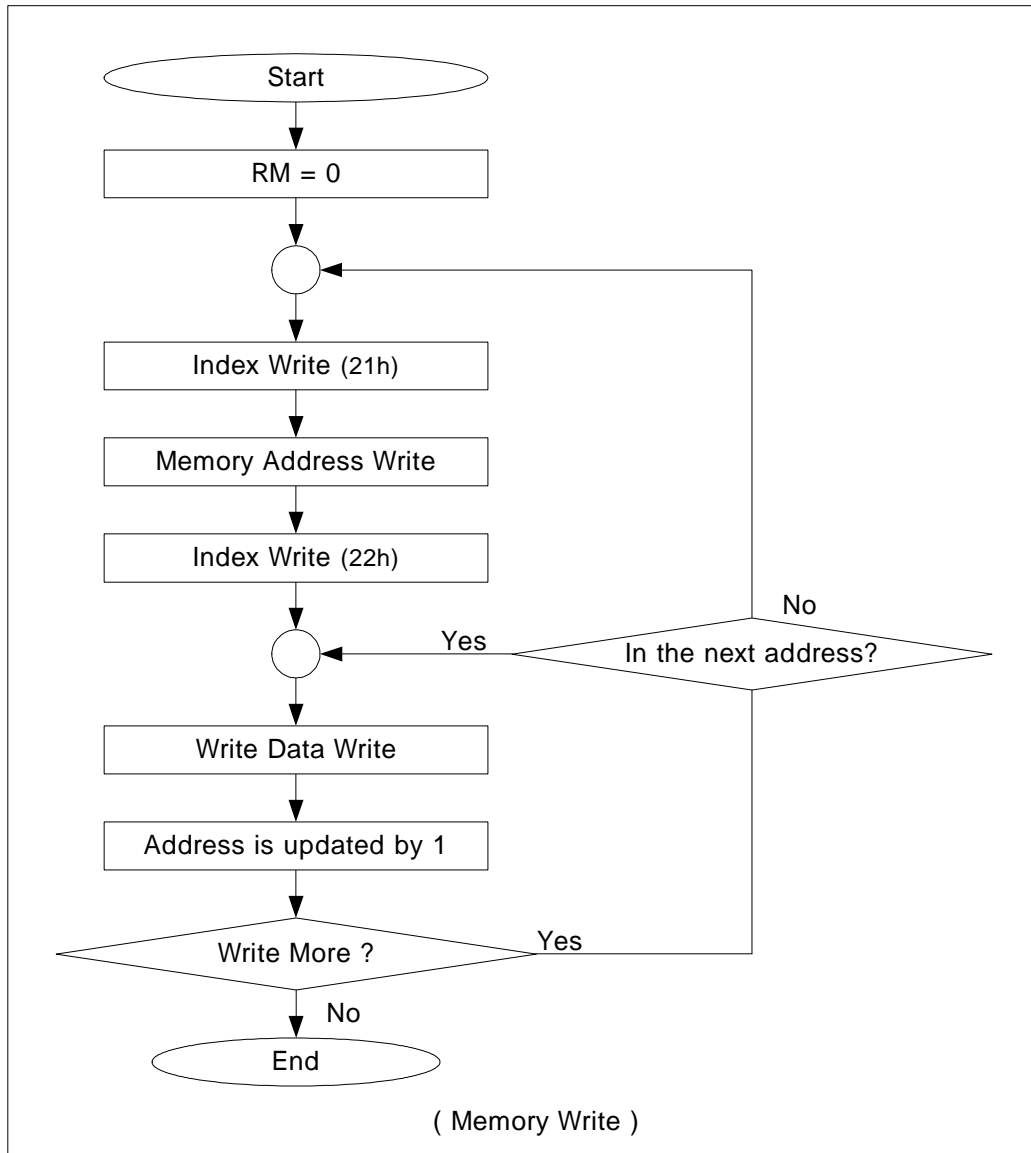 Start
RM = 0
Index Write (21h)
Memory Address Write
Index Write (22h)
No
Yes
In the next address?
Write Data Write
Address is updated by 1
Write More ?
Yes
No
End
( Memory Write )